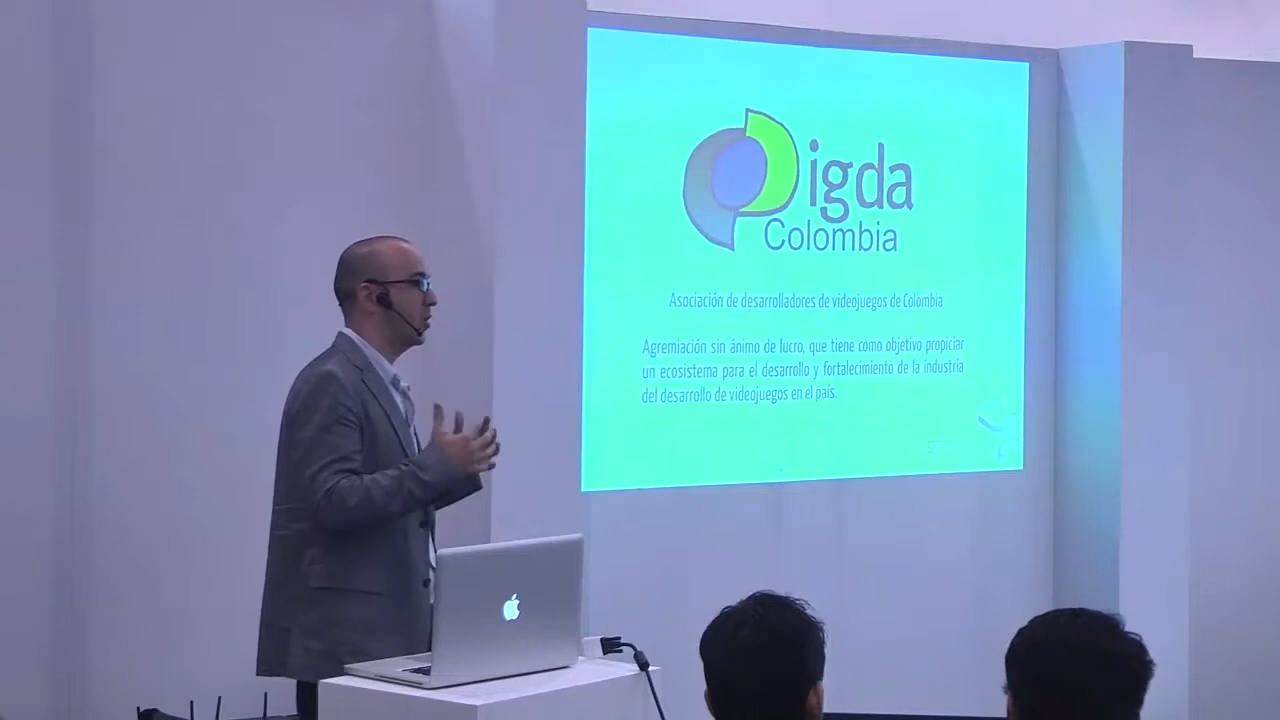 igda
Colombia
Asociación de desarrolladores de videojuegos de Colombia
Agremiación sin ánimo de lucro, que tiene como objetivo propiciar
un ecosistema para el desarrollo y fortalecimiento de la industria
del desarrollo de videojuegos en el país.